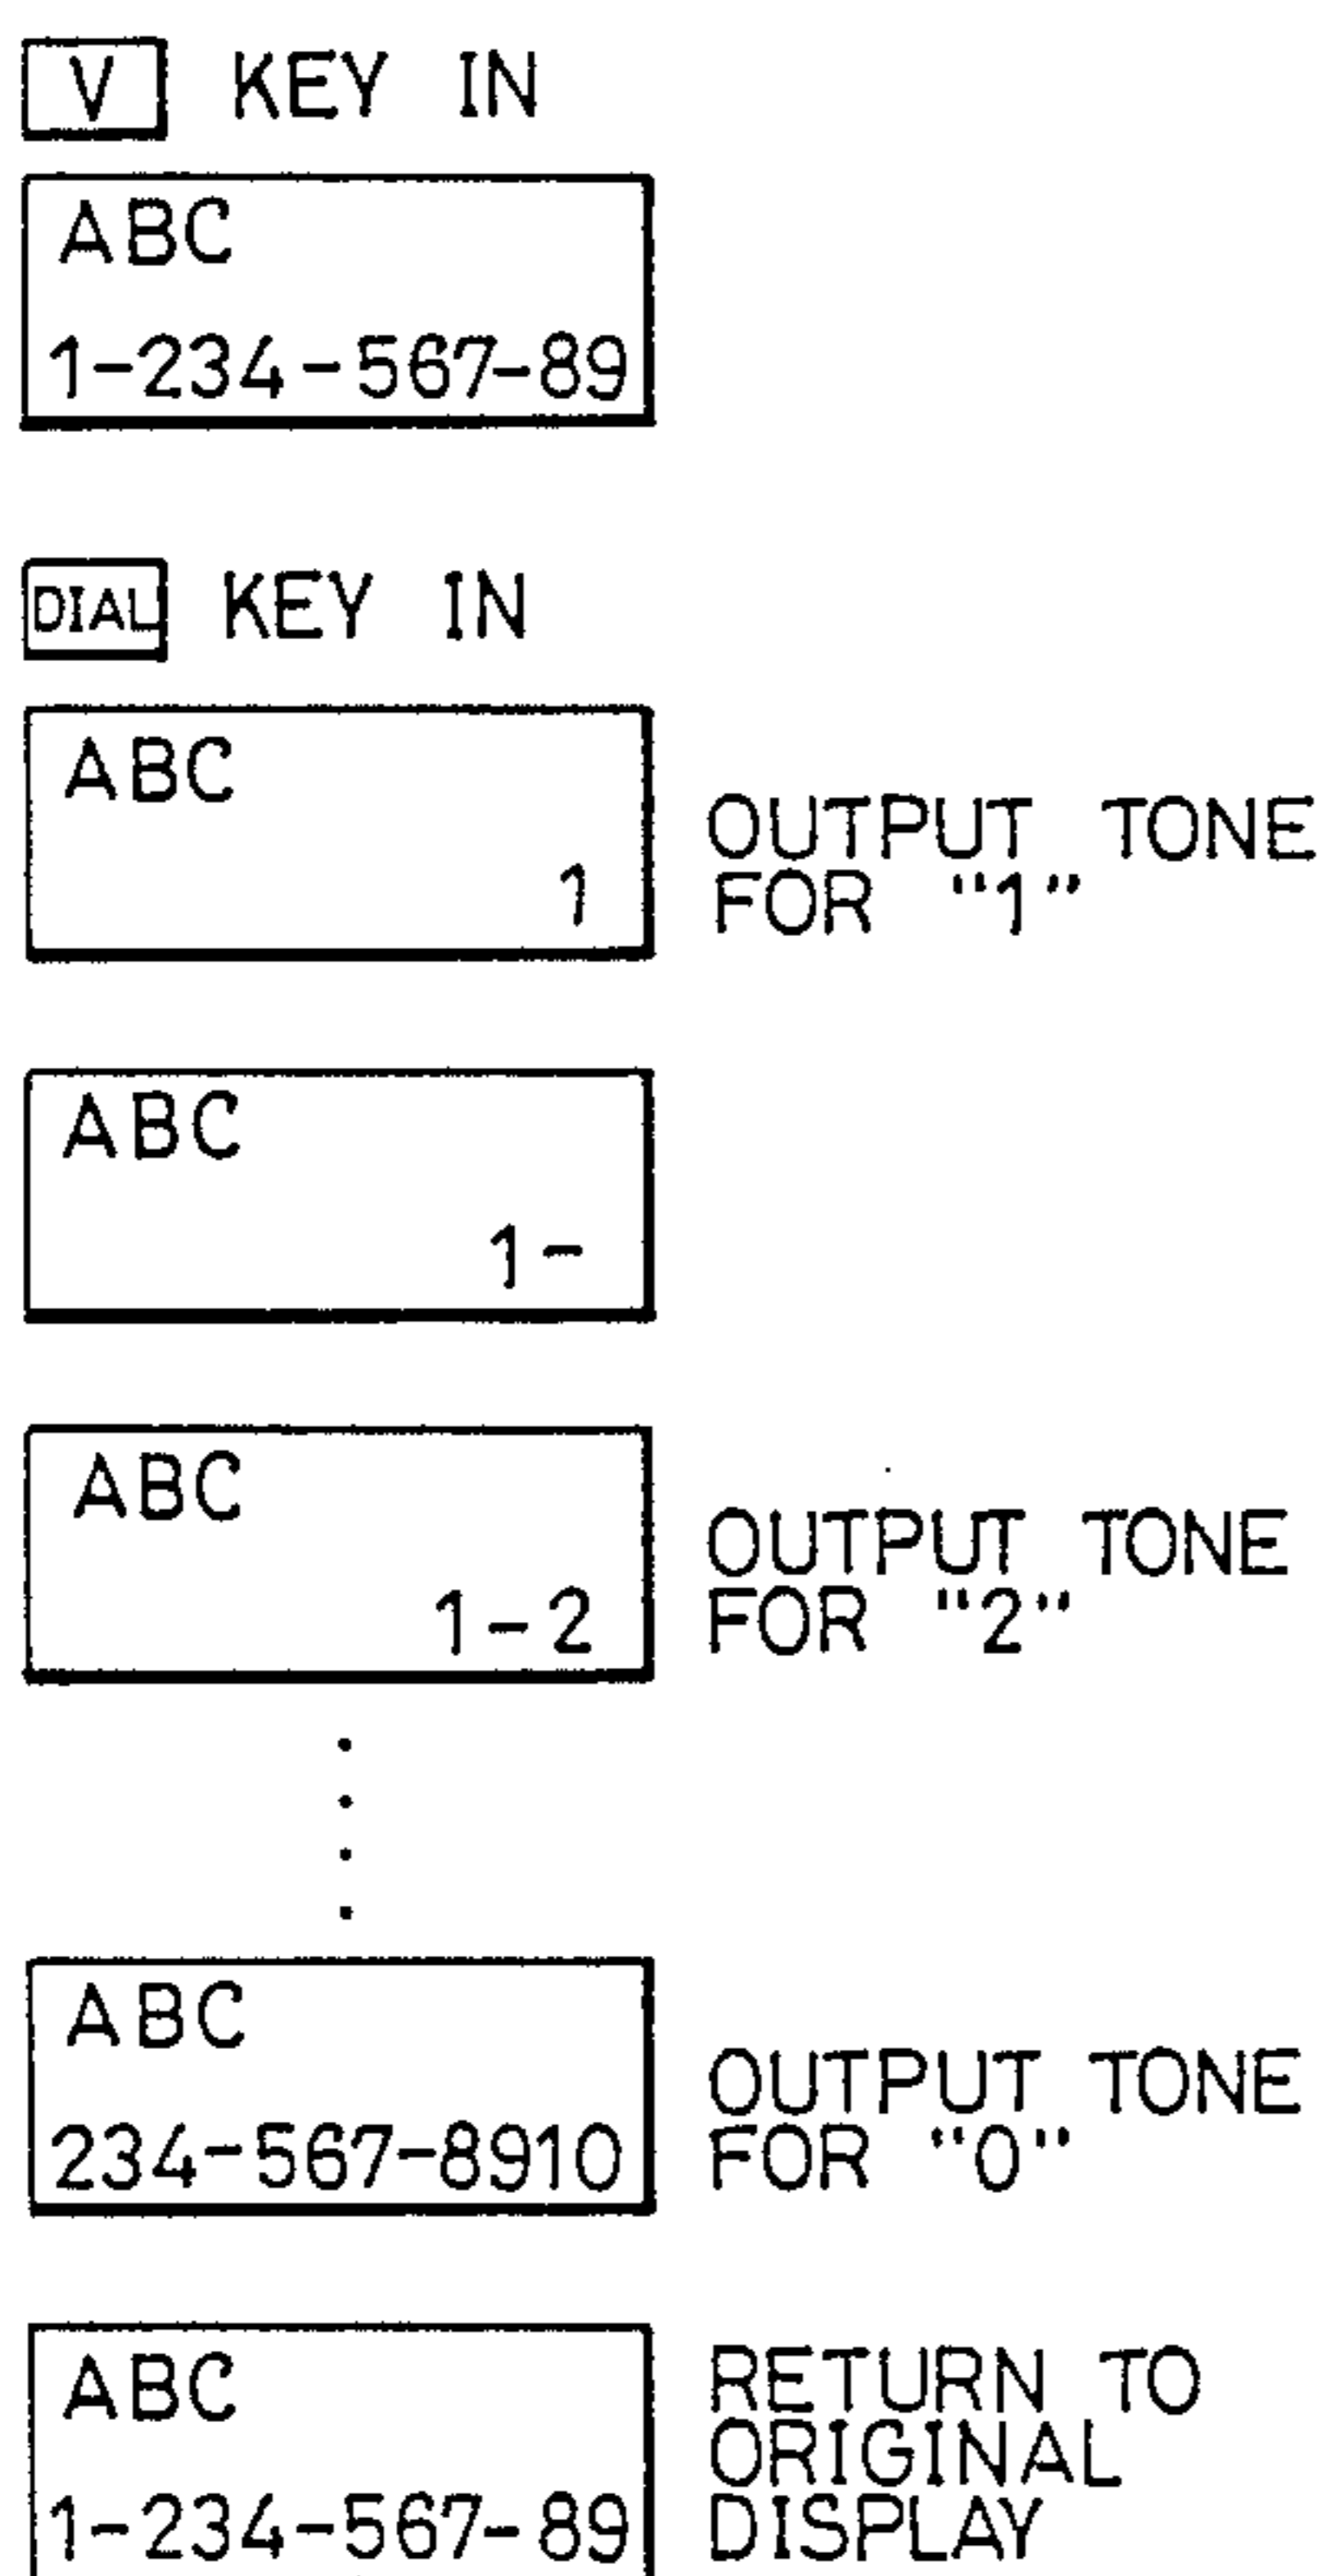 V KEY IN
ABC
1-234-567-89
DIAL KEY IN
ABC
1
OUTPUT TONE
FOR "1"
ABC
1-
ABC
1-2
OUTPUT TONE
FOR "2"
ABC
234-567-8910
OUTPUT TONE
FOR "0"
ABC
1-234-567-89
RETURN TO
ORIGINAL
DISPLAY